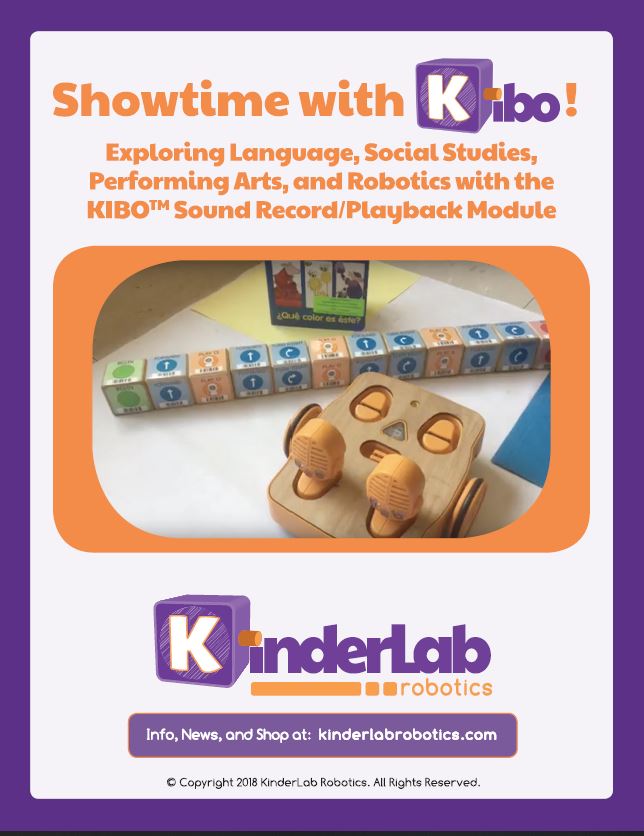 Showtime with Kibo!
Exploring Language, Social Studies,
Performing Arts, and Robotics with the
KIBO™ Sound Record/Playback Module
¿Qué color es éste?
KinderLab
robotics
Info, News, and Shop at: kinderlabrobotics.com
© Copyright 2018 KinderLab Robotics. All Rights Reserved.